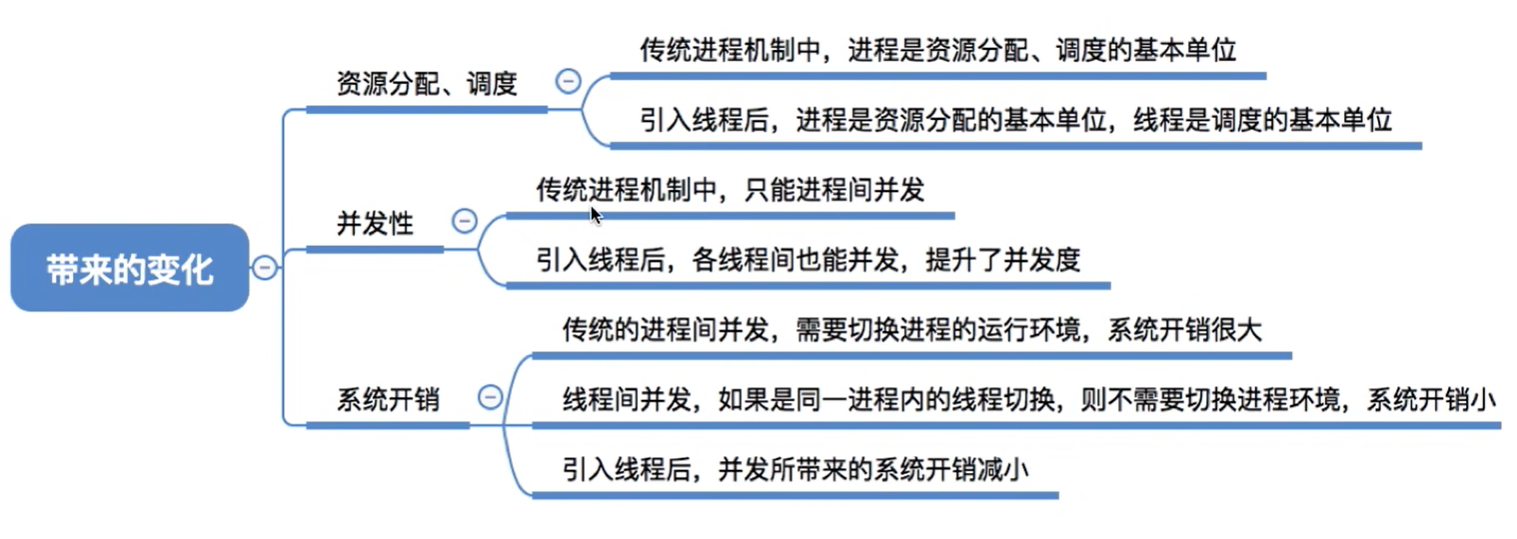 带来的变化
资源分配、调度
传统进程机制中，进程是资源分配、调度的基本单位
引入线程后，进程是资源分配的基本单位，线程是调度的基本单位
并发性
传统进程机制中，只能进程间并发
引入线程后，各线程间也能并发，提升了并发度
系统开销
传统的进程间并发，需要切换进程的运行环境，系统开销很大
线程间并发，如果是同一进程内的线程切换，则不需要切换进程环境，系统开销小
引入线程后，并发所带来的系统开销减小